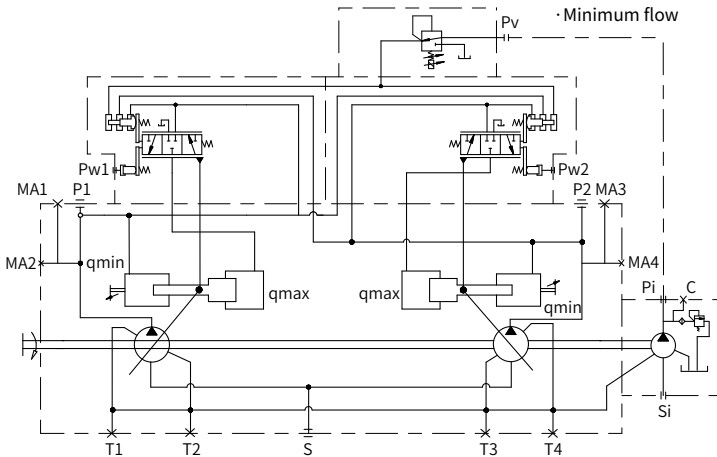 Pv
·Minimum flow
Pw1
Pw2
MA1
P1
P2
MA3
MA2
qmin
MA4
qmax
qmax
qmin
Pi
C
Si
T1
T2
S
T3
T4